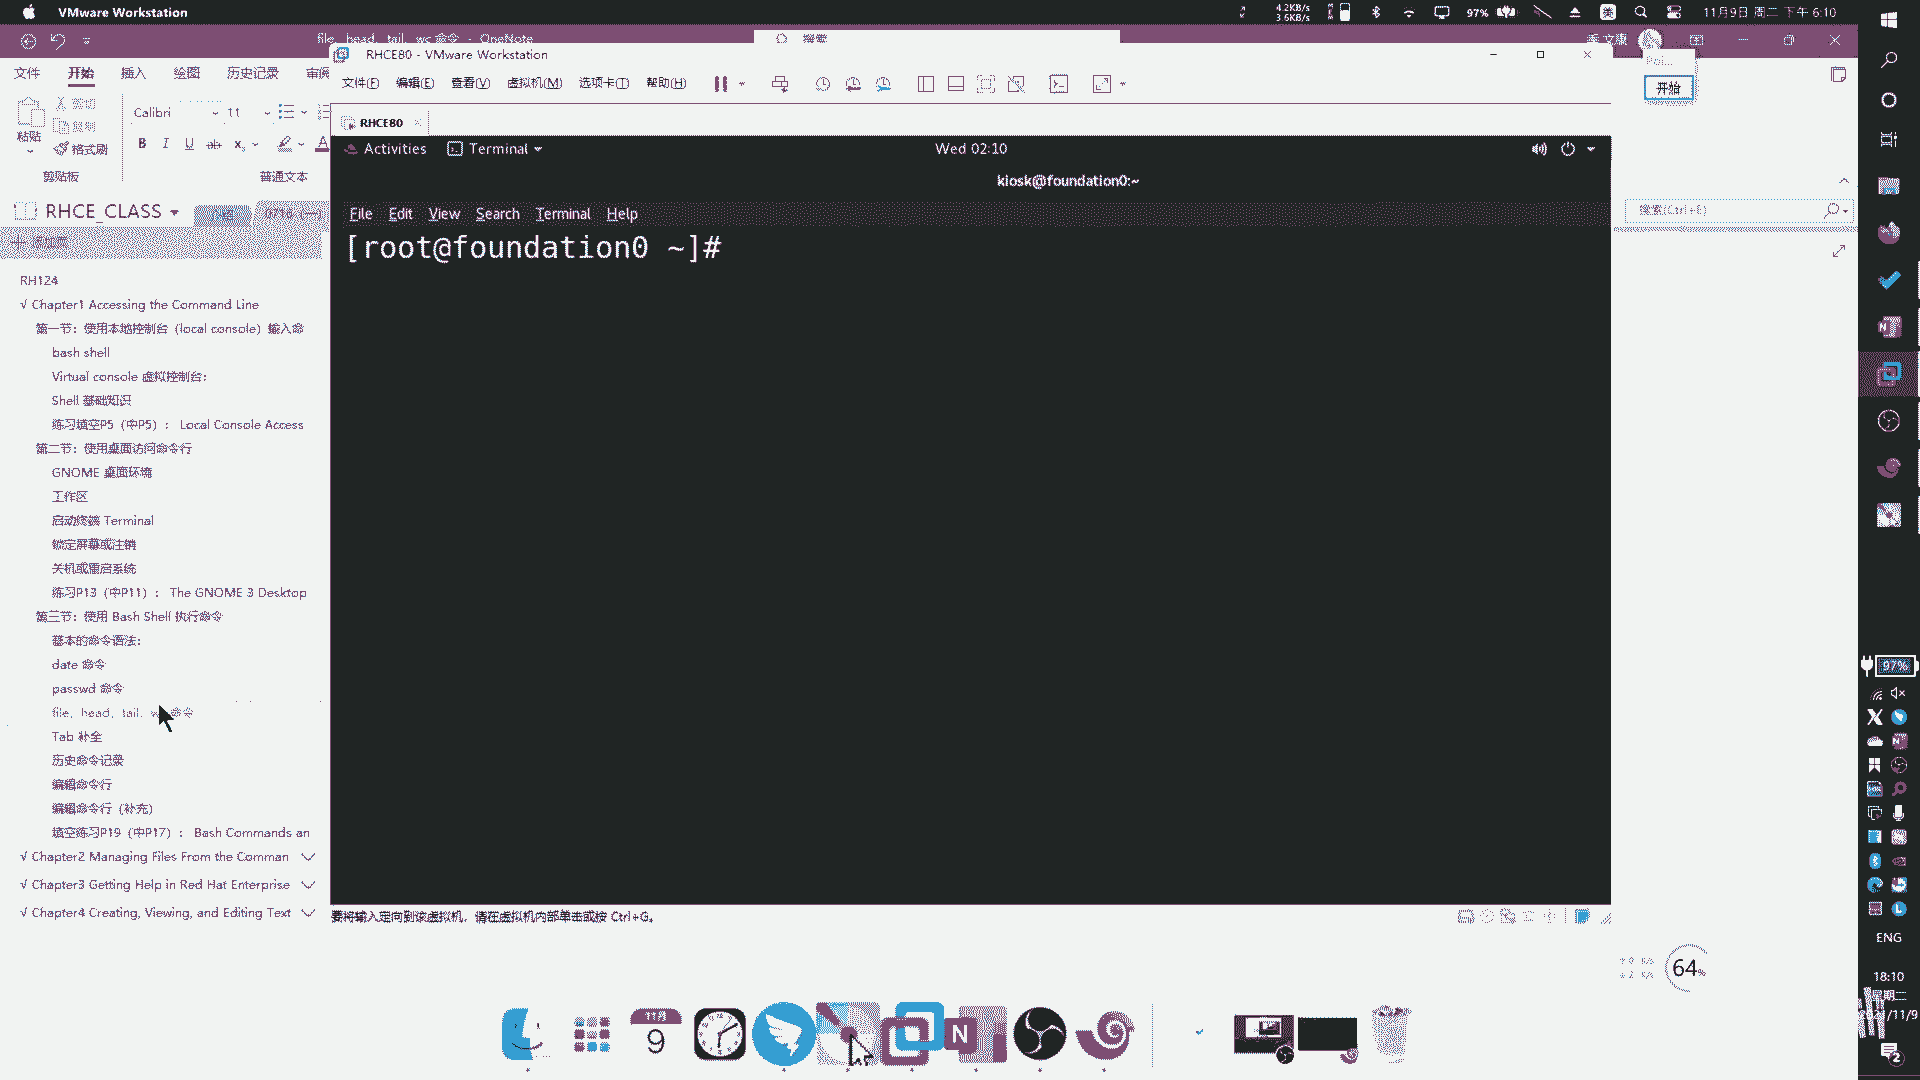 VMware Workstation
4.2KB/s
3.6KB/s
97%
美
11月9日 周二 下午 6:10
file、head、tail、wc 命令 - OneNote
搜索
RHCE80 - VMware Workstation
文件
开始
插入
绘图
历史记录
审阅
文件(F)
编辑(E)
查看(V)
虚拟机(M)
选项卡(T)
帮助(H)
开始
粘贴
剪切
复制
格式刷
Calibri
11
剪贴板
普通文本
RHCE80
Activities
Terminal
Wed 02:10
kiosk@foundation0:~
File Edit View Search Terminal Help
[root@foundation0 ~]#
RHCE_CLASS
搜索(Ctrl+E)
RH124
√ Chapter1 Accessing the Command Line
第一节：使用本地控制台（local console）输入命
bash shell
Virtual console 虚拟控制台：
Shell 基础知识
练习填空P5（中P5）： Local Console Access
第二节：使用桌面访问命令行
GNOME 桌面环境
工作区
启动终端 Terminal
锁定屏幕或注销
关机或重启系统
练习P13（中P11）： The GNOME 3 Desktop
第三节：使用 Bash Shell 执行命令
基本的命令语法：
date 命令
passwd 命令
file、head、tail、wc 命令
Tab 补全
历史命令记录
编辑命令行
编辑命令行（补充）
填空练习P19（中P17）： Bash Commands an
√ Chapter2 Managing Files From the Comman
√ Chapter3 Getting Help in Red Hat Enterprise
√ Chapter4 Creating, Viewing, and Editing Text
要将输入定向到该虚拟机，请在虚拟机内部单击或按 Ctrl+G。
97%
ENG
18:10
星期二
2021/11/9
2
64%
11月
9
N